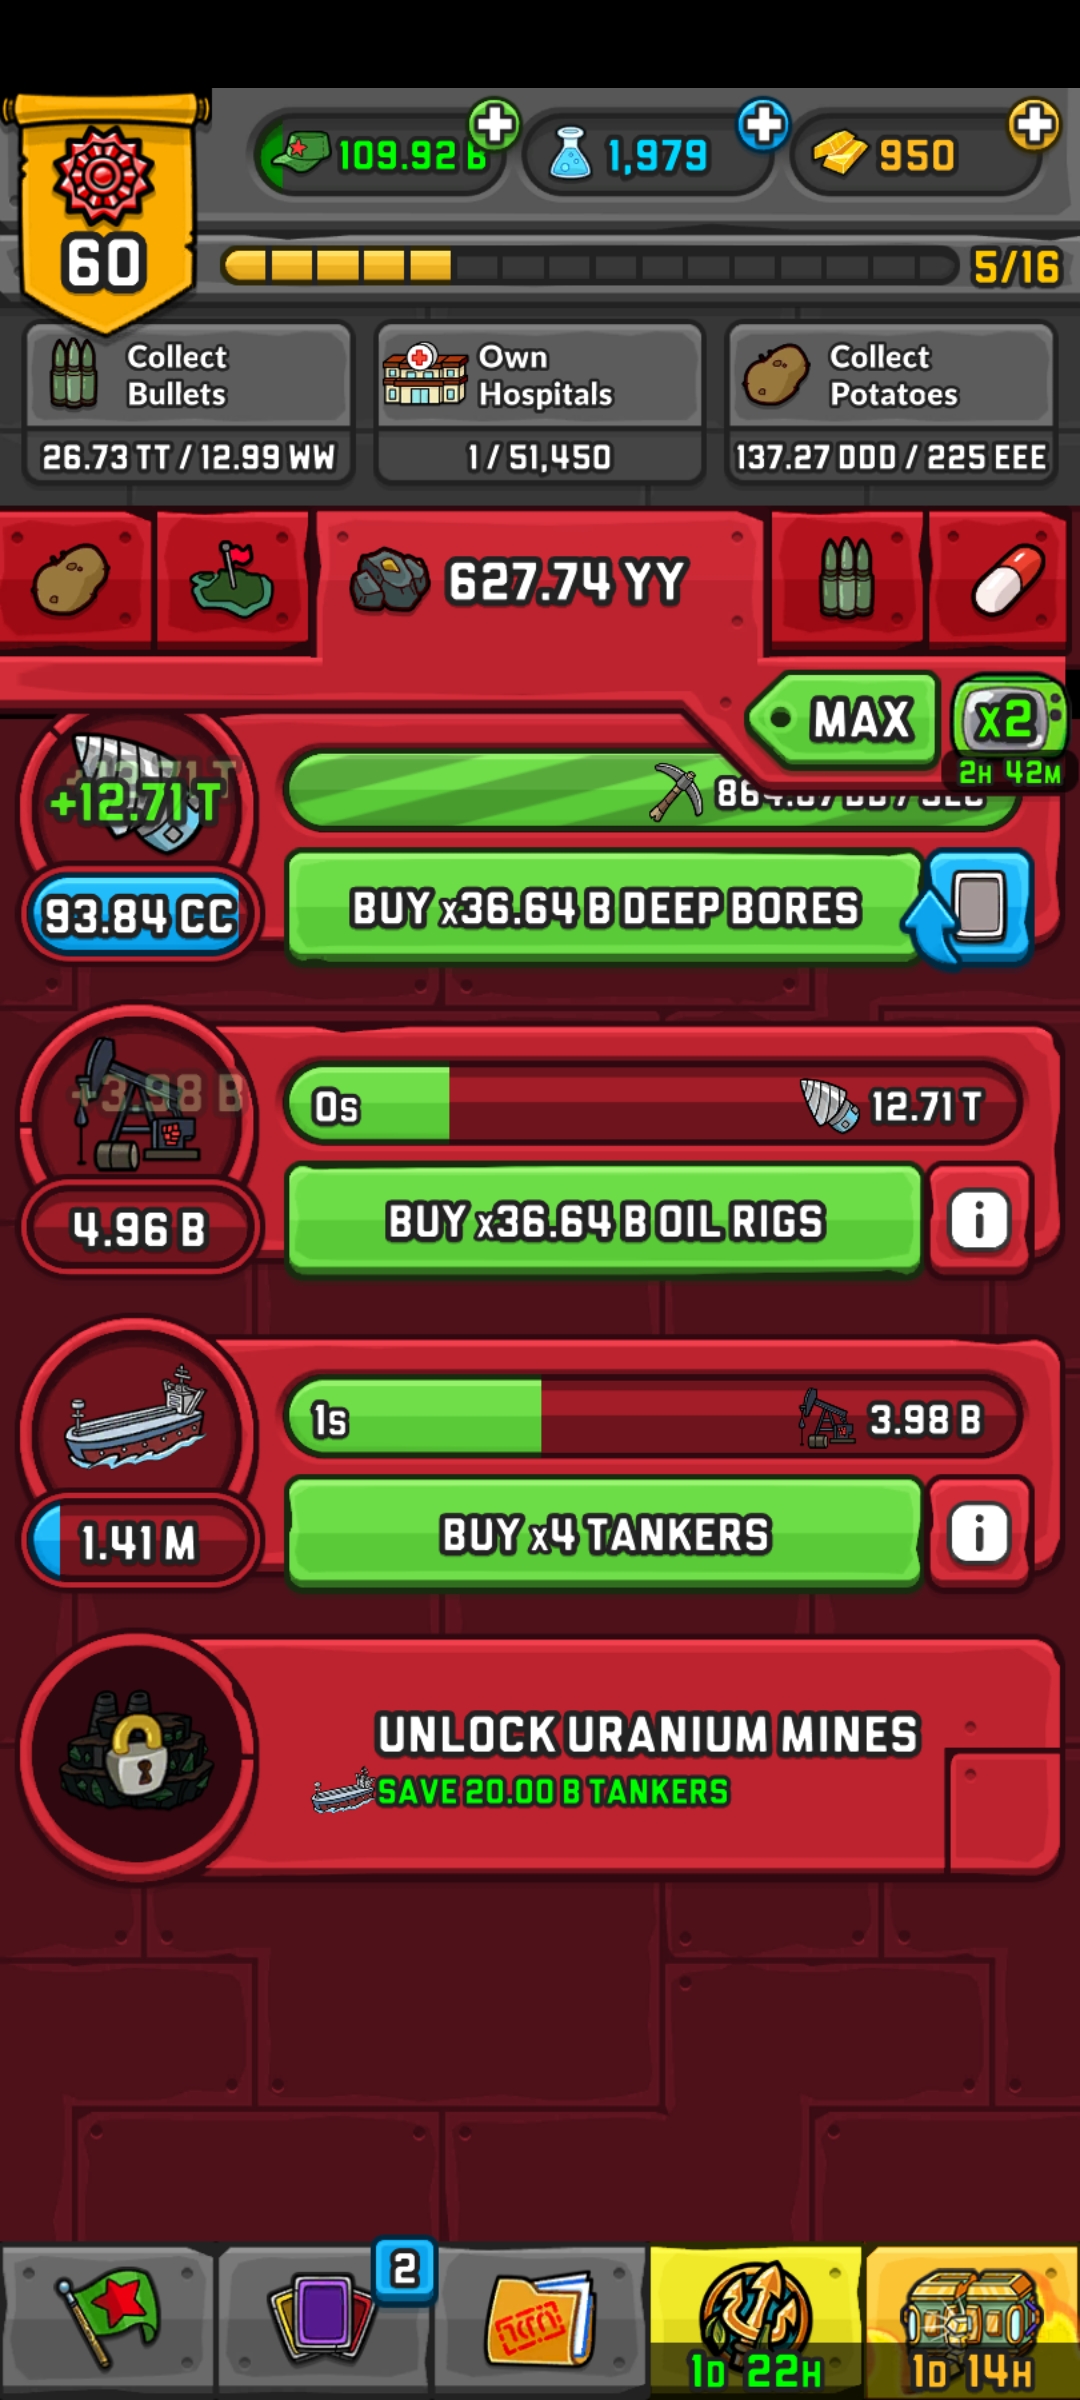 60
109.92 B
1,979
950
5/16
Collect
Bullets
26.73 TT / 12.99 WW
Own
Hospitals
1 / 51,450
Collect
Potatoes
137.27 DDD / 225 EEE
627.74 YY
MAX
X2
2H 42M
+12.71 T
93.84 CC
BUY x36.64 B DEEP BORES
+3.98 B
0s
12.71 T
4.96 B
BUY x36.64 B OIL RIGS
1s
3.98 B
1.41 M
BUY x4 TANKERS
UNLOCK URANIUM MINES
SAVE 20.00 B TANKERS
2
1D 22H
1D 14H